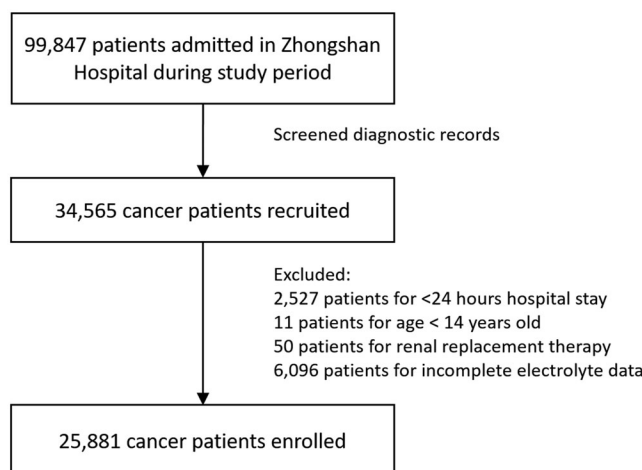 99,847 patients admitted in Zhongshan
Hospital during study period
Screened diagnostic records
34,565 cancer patients recruited
Excluded:
2,527 patients for <24 hours hospital stay
11 patients for age < 14 years old
50 patients for renal replacement therapy
6,096 patients for incomplete electrolyte data
25,881 cancer patients enrolled